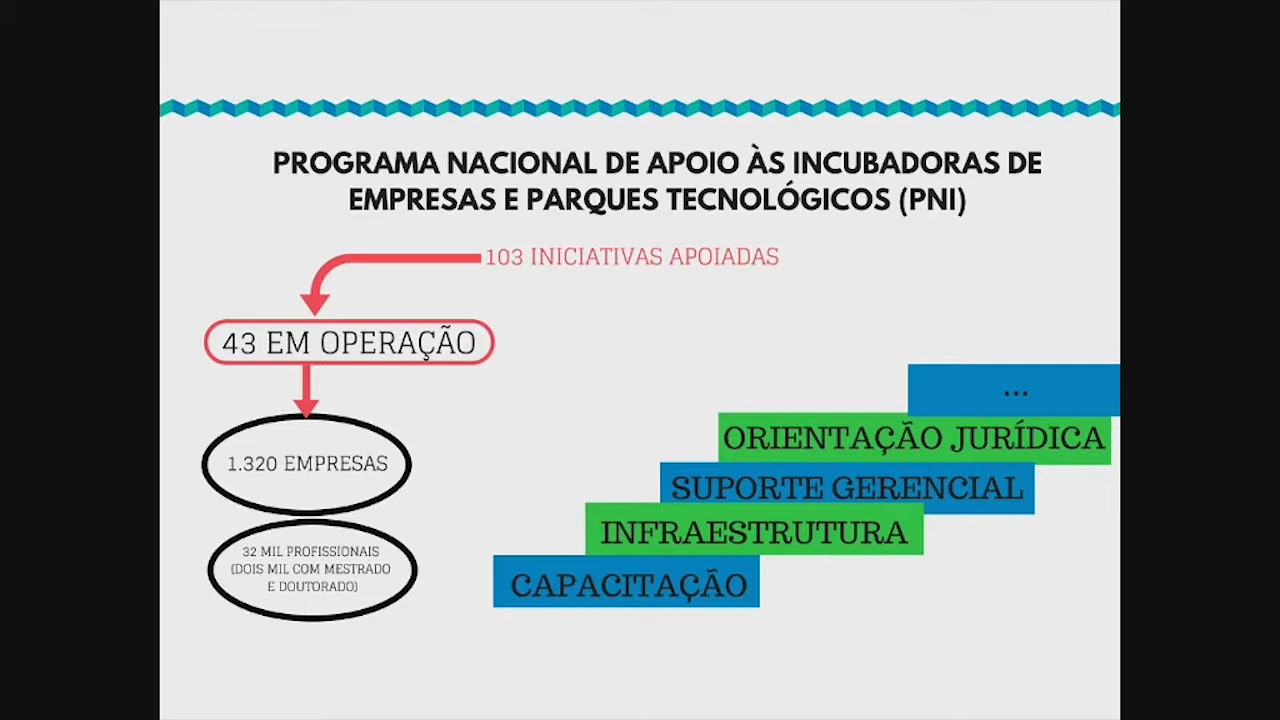 PROGRAMA NACIONAL DE APOIO ÀS INCUBADORAS DE
EMPRESAS E PARQUES TECNOLÓGICOS (PNI)
103 INICIATIVAS APOIADAS
43 EM OPERAÇÃO
1.320 EMPRESAS
32 MIL PROFISSIONAIS
(DOIS MIL COM MESTRADO
E DOUTORADO)
...
ORIENTAÇÃO JURÍDICA
SUPORTE GERENCIAL
INFRAESTRUTURA
CAPACITAÇÃO